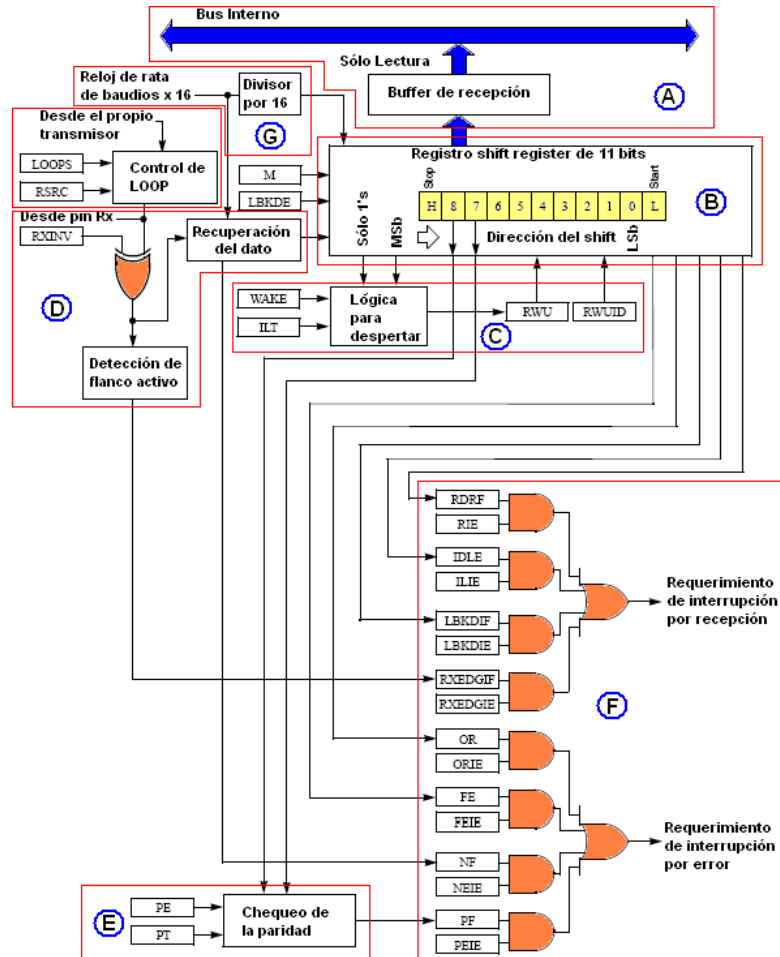 Bus Interno
Sólo Lectura
Buffer de recepción
A
Reloj de rata
de baudios x 16
Divisor
por 16
G
Desde el propio
transmisor
LOOPS
RSRC
Control de
LOOP
M
LBKDE
Registro shift register de 11 bits
Stop
Start
H 8 7 6 5 4 3 2 1 0 L
Sólo 1's
MSb
Dirección del shift
LSb
B
Desde pin Rx
RXINV
Recuperación
del dato
D
Detección de
flanco activo
WAKE
ILT
Lógica
para
despertar
C
RWU
RWUID
RDRF
RIE
IDLE
ILIE
LBKDIF
LBKDIE
RXEDGIF
RXEDGIE
Requerimiento
de interrupción
por recepción
F
OR
ORIE
FE
FEIE
NF
NEIE
PF
PEIE
Requerimiento
de interrupción
por error
E
PE
PT
Chequeo de
la paridad